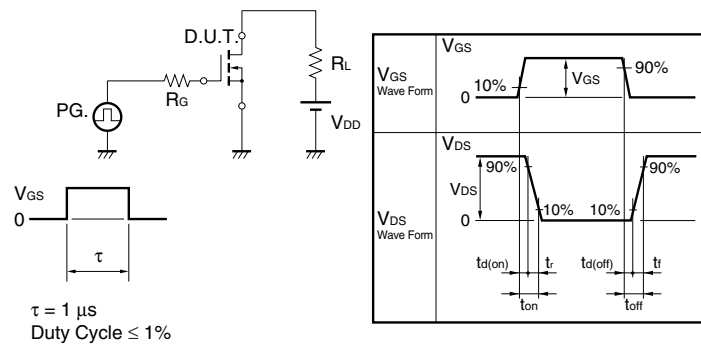 D.U.T.
RL
RG
PG.
VDD
VGS
0
τ
τ = 1 μs
Duty Cycle ≤ 1%
VGS
Wave Form
VGS
10%
VGS
90%
0
VDS
Wave Form
VDS
VDS
90%
90%
10%
10%
0
td(on)
tr
td(off)
tf
ton
toff